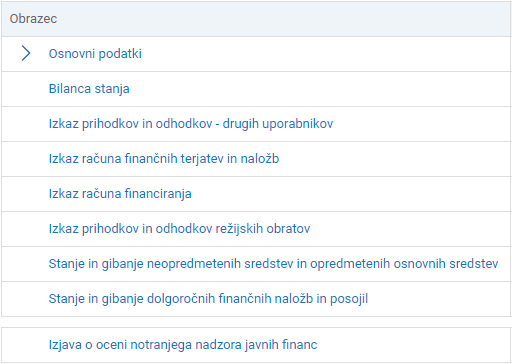 Obrazec
Osnovni podatki
Bilanca stanja
Izkaz prihodkov in odhodkov - drugih uporabnikov
Izkaz računa finančnih terjatev in naložb
Izkaz računa financiranja
Izkaz prihodkov in odhodkov režijskih obratov
Stanje in gibanje neopredmetenih sredstev in opredmetenih osnovnih sredstev
Stanje in gibanje dolgoročnih finančnih naložb in posojil
Izjava o oceni notranjega nadzora javnih financ